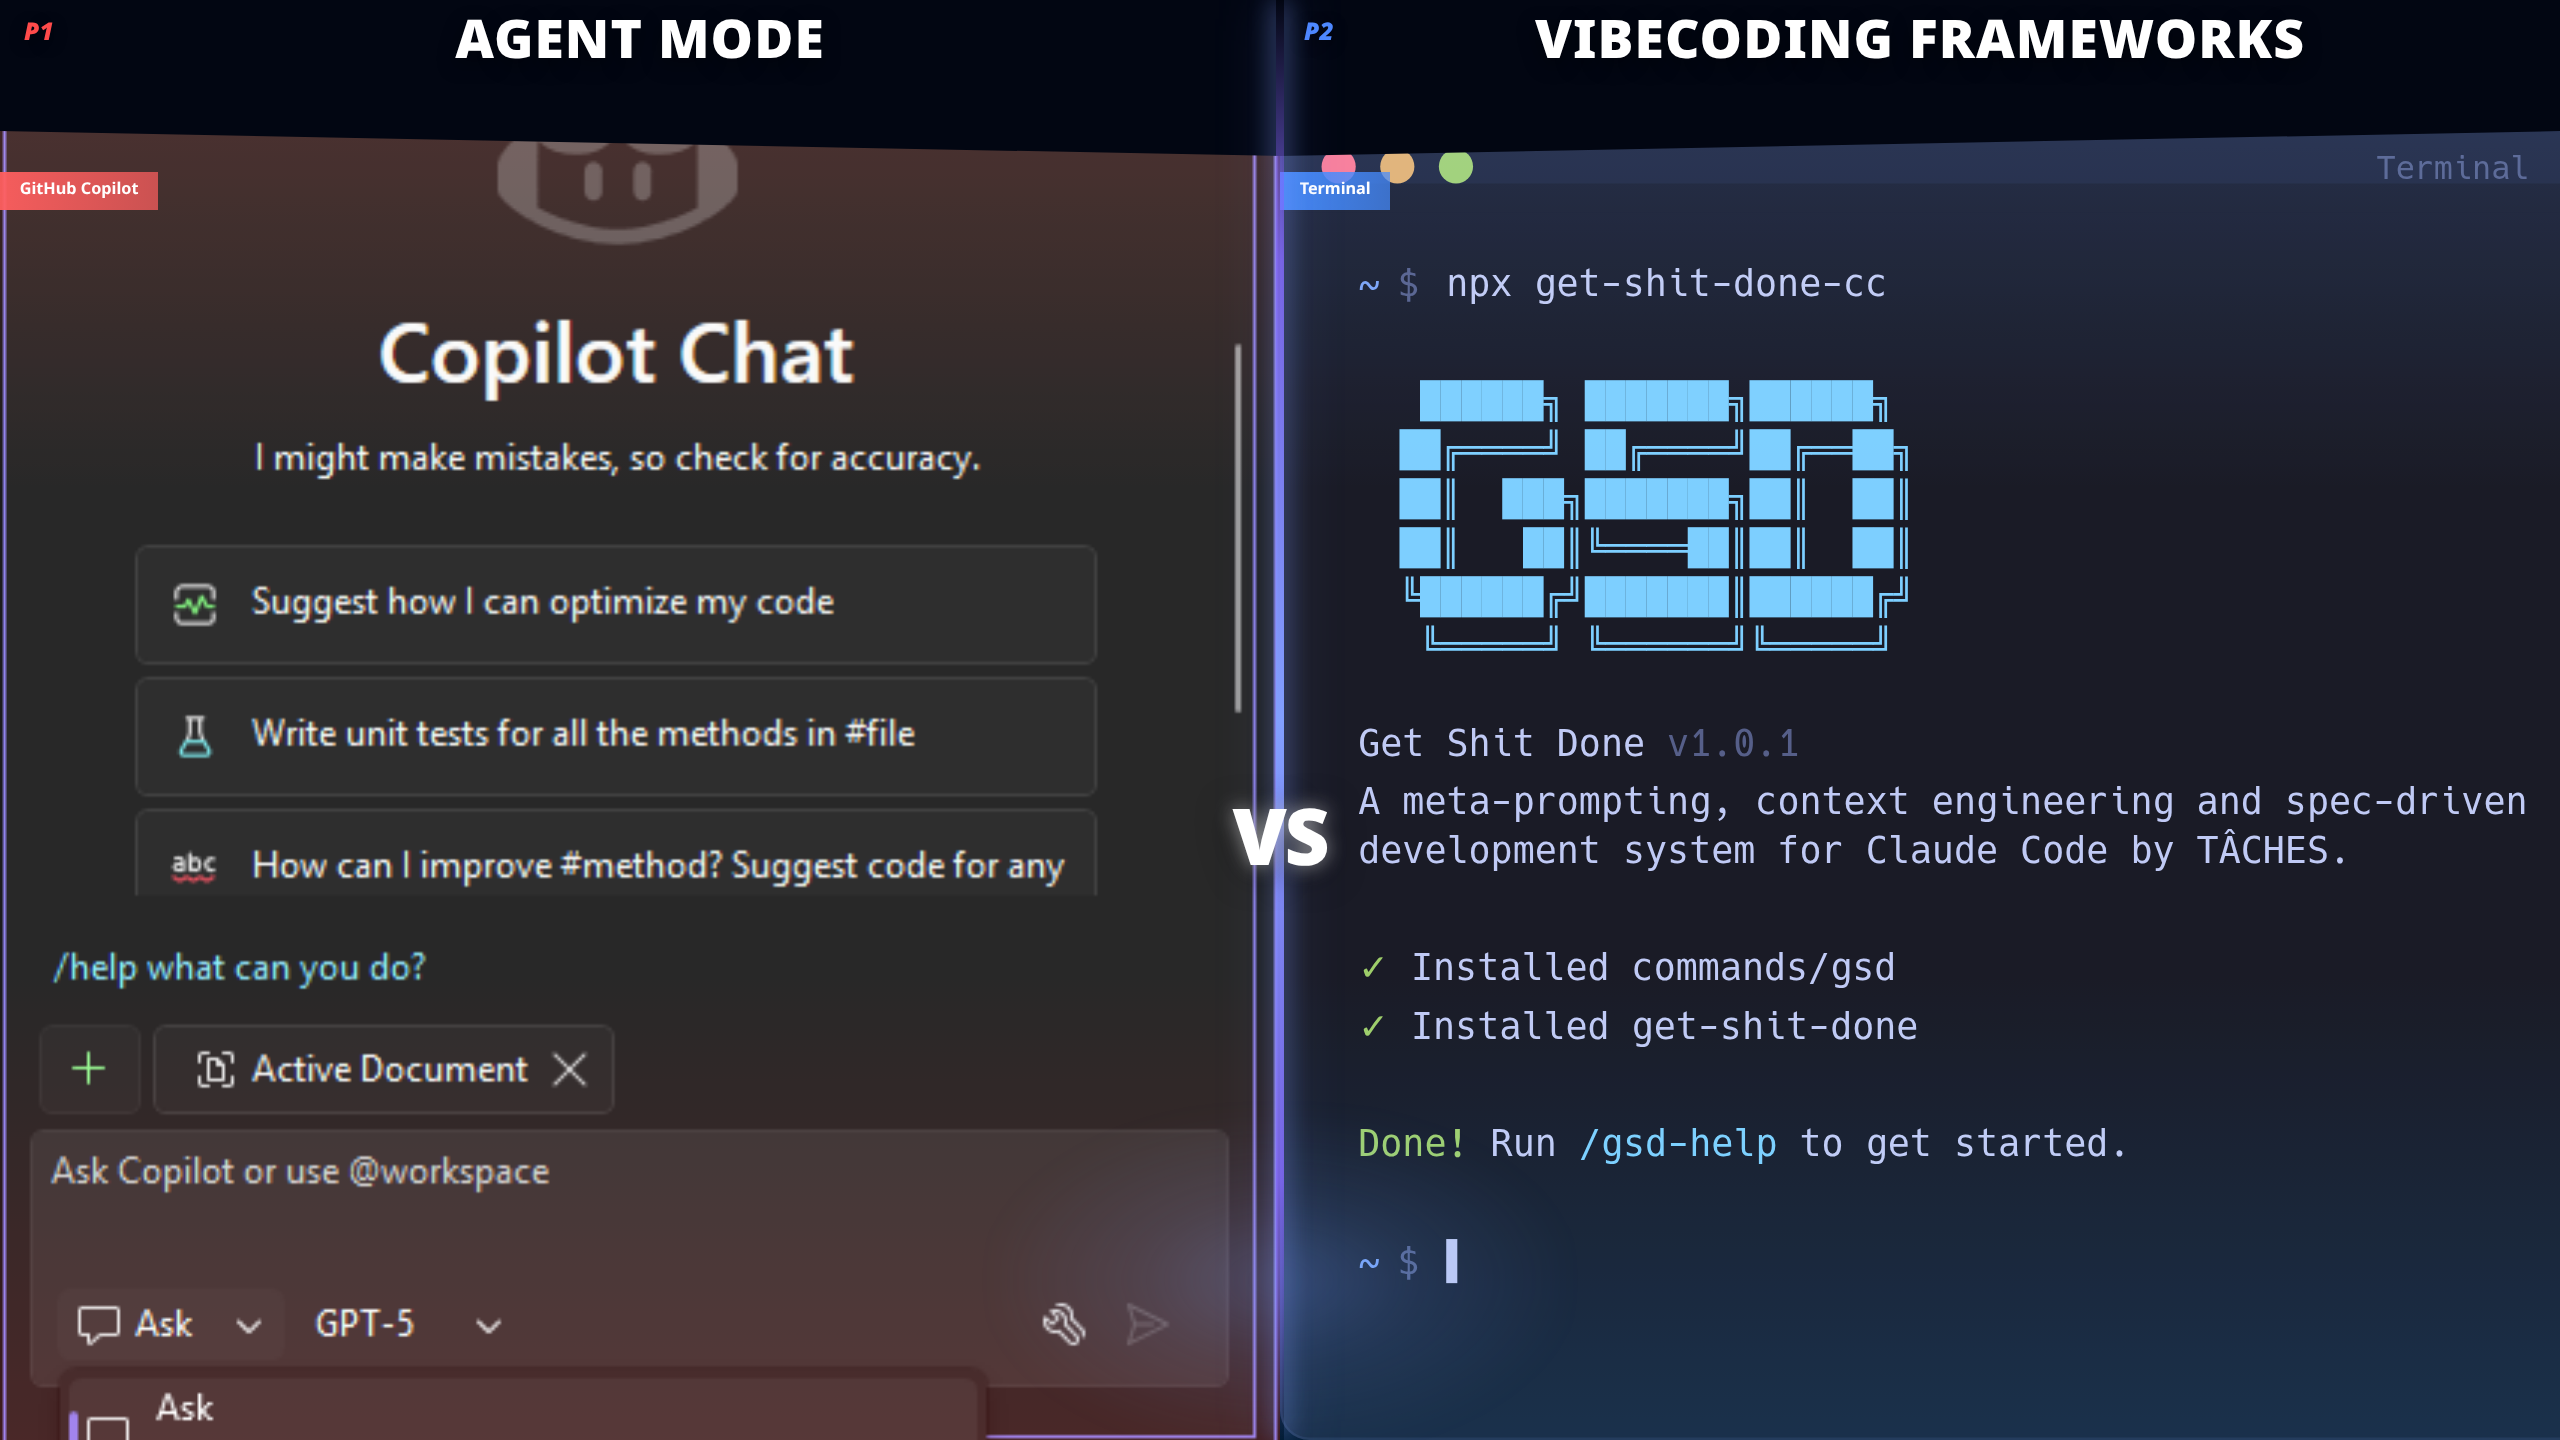 P1
AGENT MODE
GitHub Copilot
Copilot Chat
I might make mistakes, so check for accuracy.
Suggest how I can optimize my code
Write unit tests for all the methods in #file
abc
How can I improve #method? Suggest code for any
/help what can you do?
+ Active Document
Ask Copilot or use @workspace
Ask
GPT-5
Ask
VS
P2
VIBECODING FRAMEWORKS
Terminal
Terminal
~ $ npx get-shit-done-cc
GSD
Get Shit Done v1.0.1
A meta-prompting, context engineering and spec-driven
development system for Claude Code by TÂCHES.
✓ Installed commands/gsd
✓ Installed get-shit-done
Done! Run /gsd-help to get started.
~ $